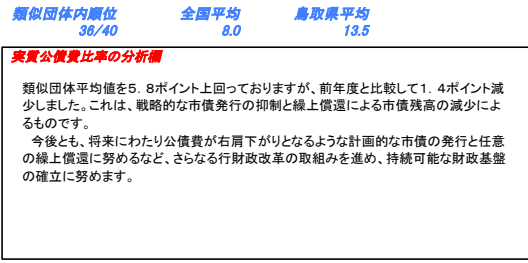 類似団体内順位 全国平均 鳥取県平均
36/40 8.0 13.5
実質公債費比率の分析欄
類似団体平均値を5．8ポイント上回っておりますが、前年度と比較して1．4ポイント減
少しました。これは、戦略的な市債発行の抑制と繰上償還による市債残高の減少によ
るものです。
今後とも、将来にわたり公債費が右肩下がりとなるような計画的な市債の発行と任意
の繰上償還に努めるなど、さらなる行財政改革の取組みを進め、持続可能な財政基盤
の確立に努めます。